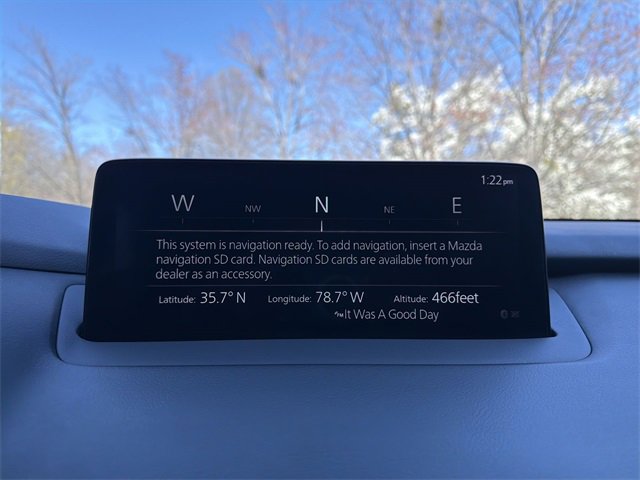 1:22pm
W NW N NE E
This system is navigation ready. To add navigation, insert a Mazda
navigation SD card. Navigation SD cards are available from your
dealer as an accessory.
Latitude: 35.7° N Longitude: 78.7° W Altitude: 466feet
It Was A Good Day